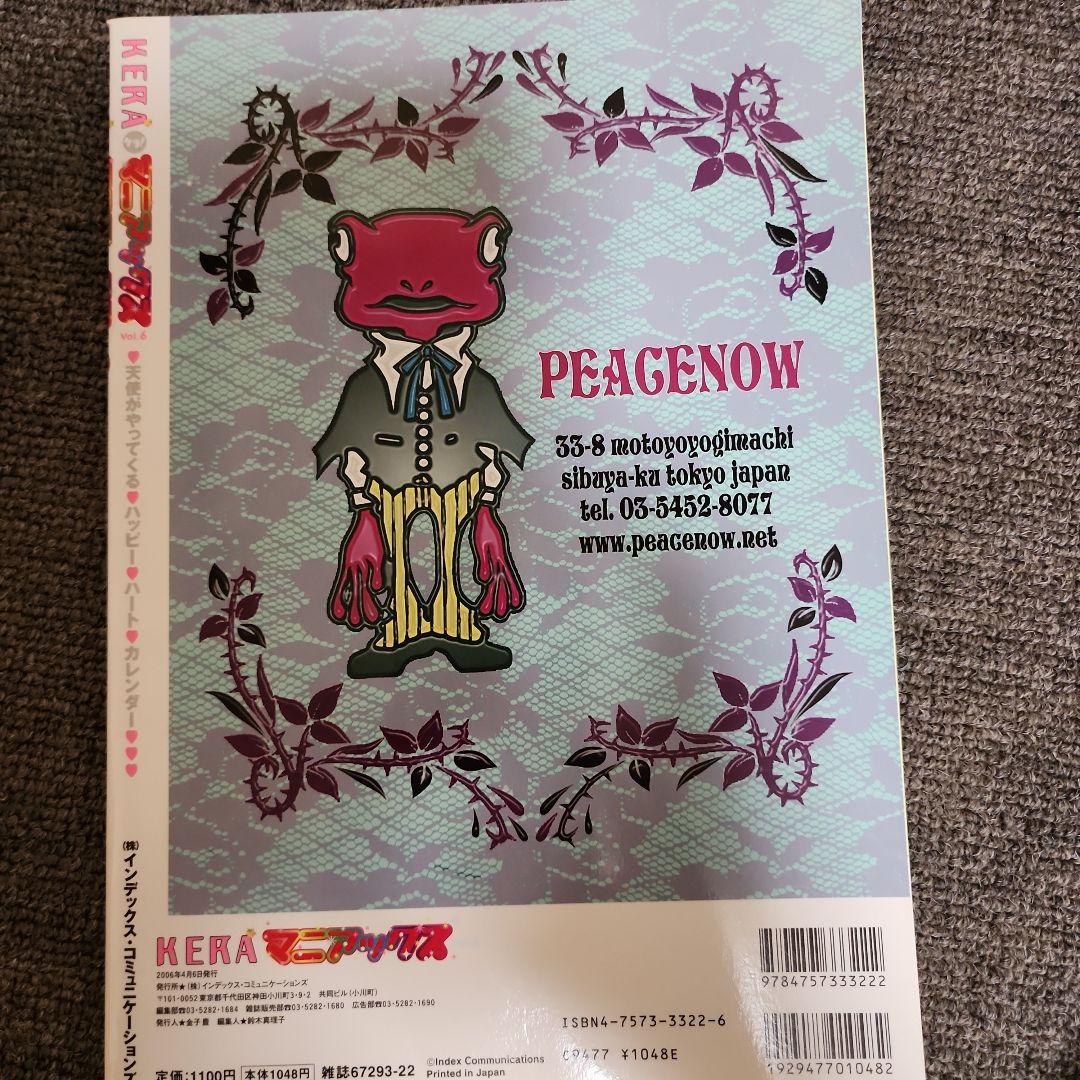 KERA マニアックス Vol.6 ♥天使がやってくる♥ハッピー♥ハート♥カレンダー♥♥♥ (株)インデックス・コミュニケーションズ
PEACENOW
33-8 motoyoyogimachi
sibuya-ku tokyo japan
tel. 03-5452-8077
www.peacenow.net
KERA マニアックス
2006年4月6日発行
発行所★(株)インデックス・コミュニケーションズ
〒101-0052 東京都千代田区神田小川町3・9・2 共同ビル(小川町)
編集部☎03・5282・1684 雑誌販売部☎03・5282・1680 広告部☎03・5282・1690
発行人★金子豊 編集人★鈴木真理子
定価:1100円 本体1048円 雑誌67293-22
©Index Communications
Printed in Japan
9784757333222
ISBN4-7573-3322-6
C9477 ¥1048E
1929477010482